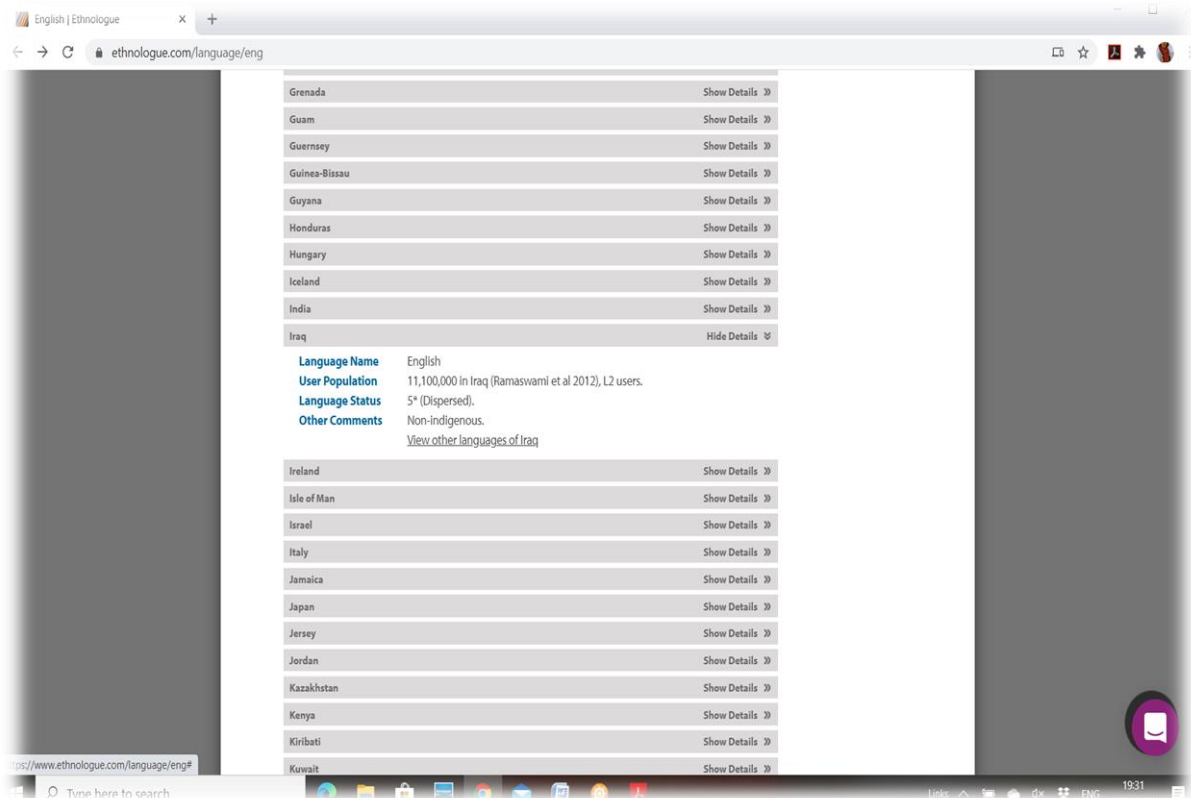 English | Ethnologue
ethnologue.com/language/eng
Grenada Show Details »
Guam Show Details »
Guernsey Show Details »
Guinea-Bissau Show Details »
Guyana Show Details »
Honduras Show Details »
Hungary Show Details »
Iceland Show Details »
India Show Details »
Iraq Hide Details
Language Name English
User Population 11,100,000 in Iraq (Ramaswami et al 2012), L2 users.
Language Status 5* (Dispersed).
Other Comments Non-indigenous.
View other languages of Iraq
Ireland Show Details »
Isle of Man Show Details »
Israel Show Details »
Italy Show Details »
Jamaica Show Details »
Japan Show Details »
Jersey Show Details »
Jordan Show Details »
Kazakhstan Show Details »
Kenya Show Details »
Kiribati Show Details »
Kuwait Show Details »
ps://www.ethnologue.com/language/eng#
Type here to search Links ENG 19:31